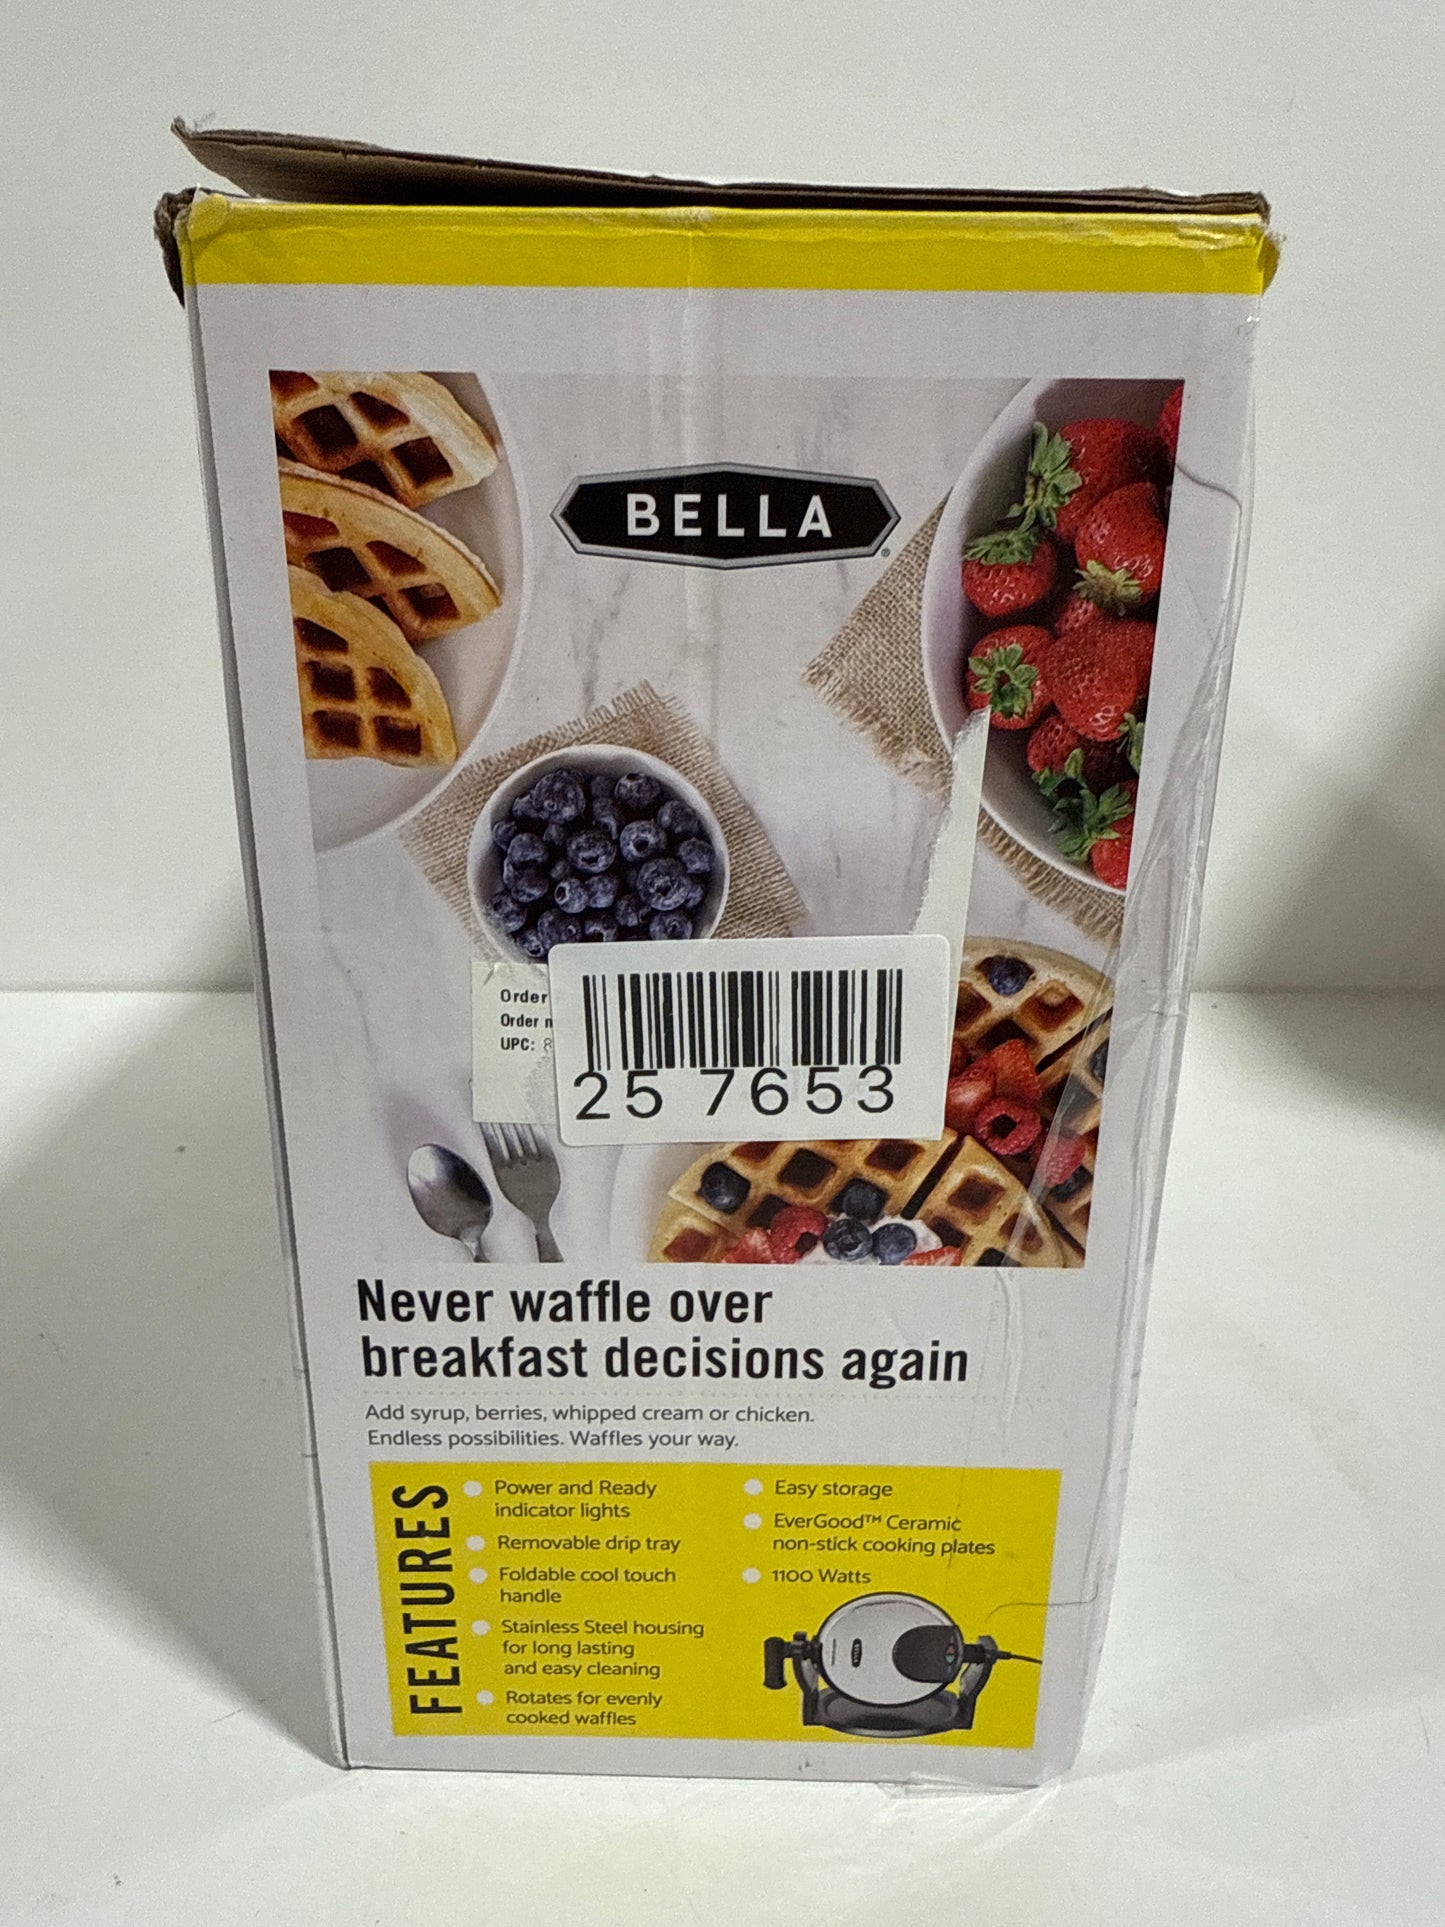 BELLA
Order
Order
UPC:
25 7653
Never waffle over
breakfast decisions again
Add syrup, berries, whipped cream or chicken.
Endless possibilities. Waffles your way.
FEATURES
Power and Ready
indicator lights
Removable drip tray
Foldable cool touch
handle
Stainless Steel housing
for long lasting
and easy cleaning
Rotates for evenly
cooked waffles
Easy storage
EverGood™ Ceramic
non-stick cooking plates
1100 Watts
BELLA